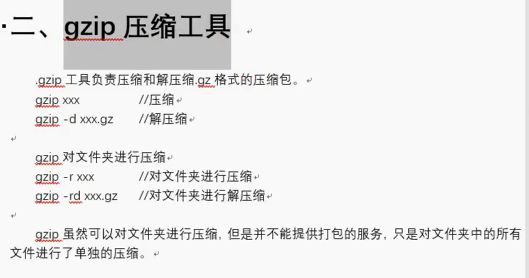 二、gzip 压缩工具
.gzip 工具负责压缩和解压缩.gz 格式的压缩包。
gzip xxx //压缩
gzip -d xxx.gz //解压缩
gzip 对文件夹进行压缩
gzip -r xxx //对文件夹进行压缩
gzip -rd xxx.gz //对文件夹进行解压缩
gzip 虽然可以对文件夹进行压缩, 但是并不能提供打包的服务, 只是对文件夹中的所有
文件进行了单独的压缩。